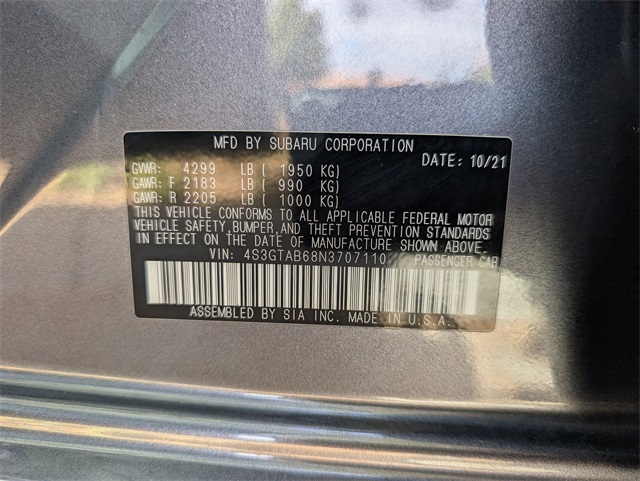 MFD BY SUBARU CORPORATION
DATE: 10/21
GVWR: 4299 LB ( 1950 KG)
GAWR: F 2183 LB ( 990 KG)
GAWR: R 2205 LB ( 1000 KG)
THIS VEHICLE CONFORMS TO ALL APPLICABLE FEDERAL MOTOR
VEHICLE SAFETY, BUMPER, AND THEFT PREVENTION STANDARDS
IN EFFECT ON THE DATE OF MANUFACTURE SHOWN ABOVE.
VIN: 4S3GTAB68N3707110 PASSENGER CAR
ASSEMBLED BY SIA INC. MADE IN U.S.A.